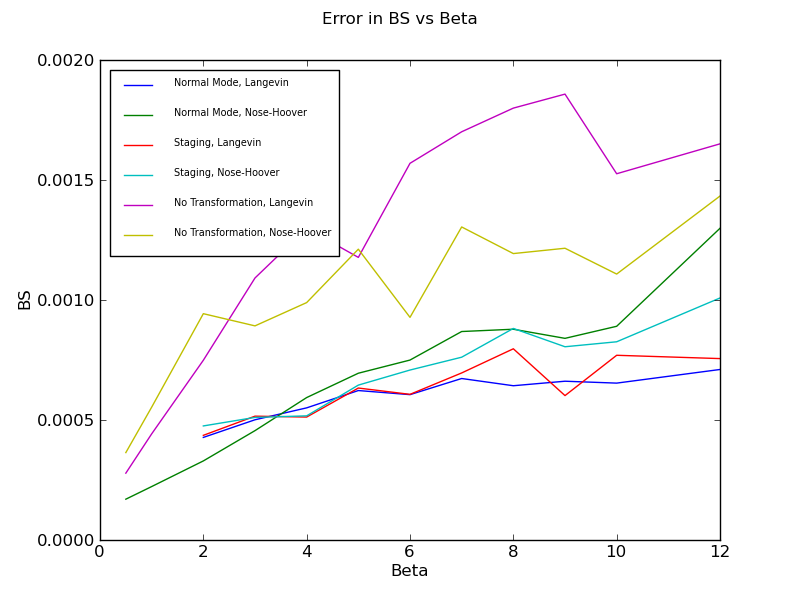 Error in BS vs Beta
0.0020
Normal Mode, Langevin
Normal Mode, Nose-Hoover
Staging, Langevin
Staging, Nose-Hoover
No Transformation, Langevin
No Transformation, Nose-Hoover
0.0015
0.0010
BS
0.0005
0.0000
0 2 4 6 8 10 12
Beta